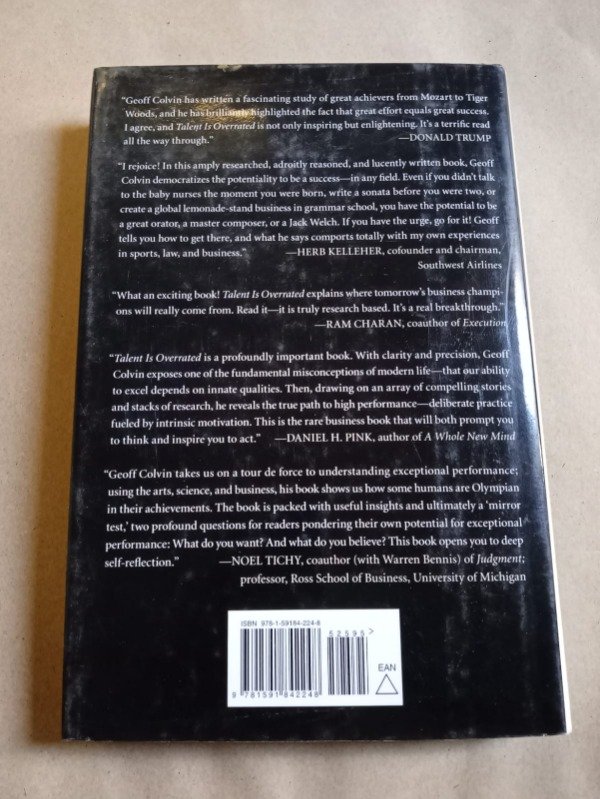 “Geoff Colvin has written a fascinating study of great achievers from Mozart to Tiger
Woods, and he has brilliantly highlighted the fact that great effort equals great success.
I agree, and Talent Is Overrated is not only inspiring but enlightening. It’s a terrific read
all the way through.” —DONALD TRUMP
“I rejoice! In this amply researched, adroitly reasoned, and lucently written book, Geoff
Colvin democratizes the potentiality to be a success—in any field. Even if you didn’t talk
to the baby nurses the moment you were born, write a sonata before you were two, or
create a global lemonade-stand business in grammar school, you have the potential to be
a great orator, a master composer, or a Jack Welch. If you have the urge, go for it! Geoff
tells you how to get there, and what he says comports totally with my own experiences
in sports, law, and business.” —HERB KELLEHER, cofounder and chairman,
Southwest Airlines
“What an exciting book! Talent Is Overrated explains where tomorrow’s business champi-
ons will really come from. Read it—it is truly research based. It’s a real breakthrough.”
—RAM CHARAN, coauthor of Execution
“Talent Is Overrated is a profoundly important book. With clarity and precision, Geoff
Colvin exposes one of the fundamental misconceptions of modern life—that our ability
to excel depends on innate qualities. Then, drawing on an array of compelling stories
and stacks of research, he reveals the true path to high performance—deliberate practice
fueled by intrinsic motivation. This is the rare business book that will both prompt you
to think and inspire you to act.” —DANIEL H. PINK, author of A Whole New Mind
“Geoff Colvin takes us on a tour de force to understanding exceptional performance;
using the arts, science, and business, his book shows us how some humans are Olympian
in their achievements. The book is packed with useful insights and ultimately a ‘mirror
test,’ two profound questions for readers pondering their own potential for exceptional
performance: What do you want? And what do you believe? This book opens you to deep
self-reflection.” —NOEL TICHY, coauthor (with Warren Bennis) of Judgment;
professor, Ross School of Business, University of Michigan
ISBN 978-1-59184-224-8
52595>
EAN
9 781591 842248